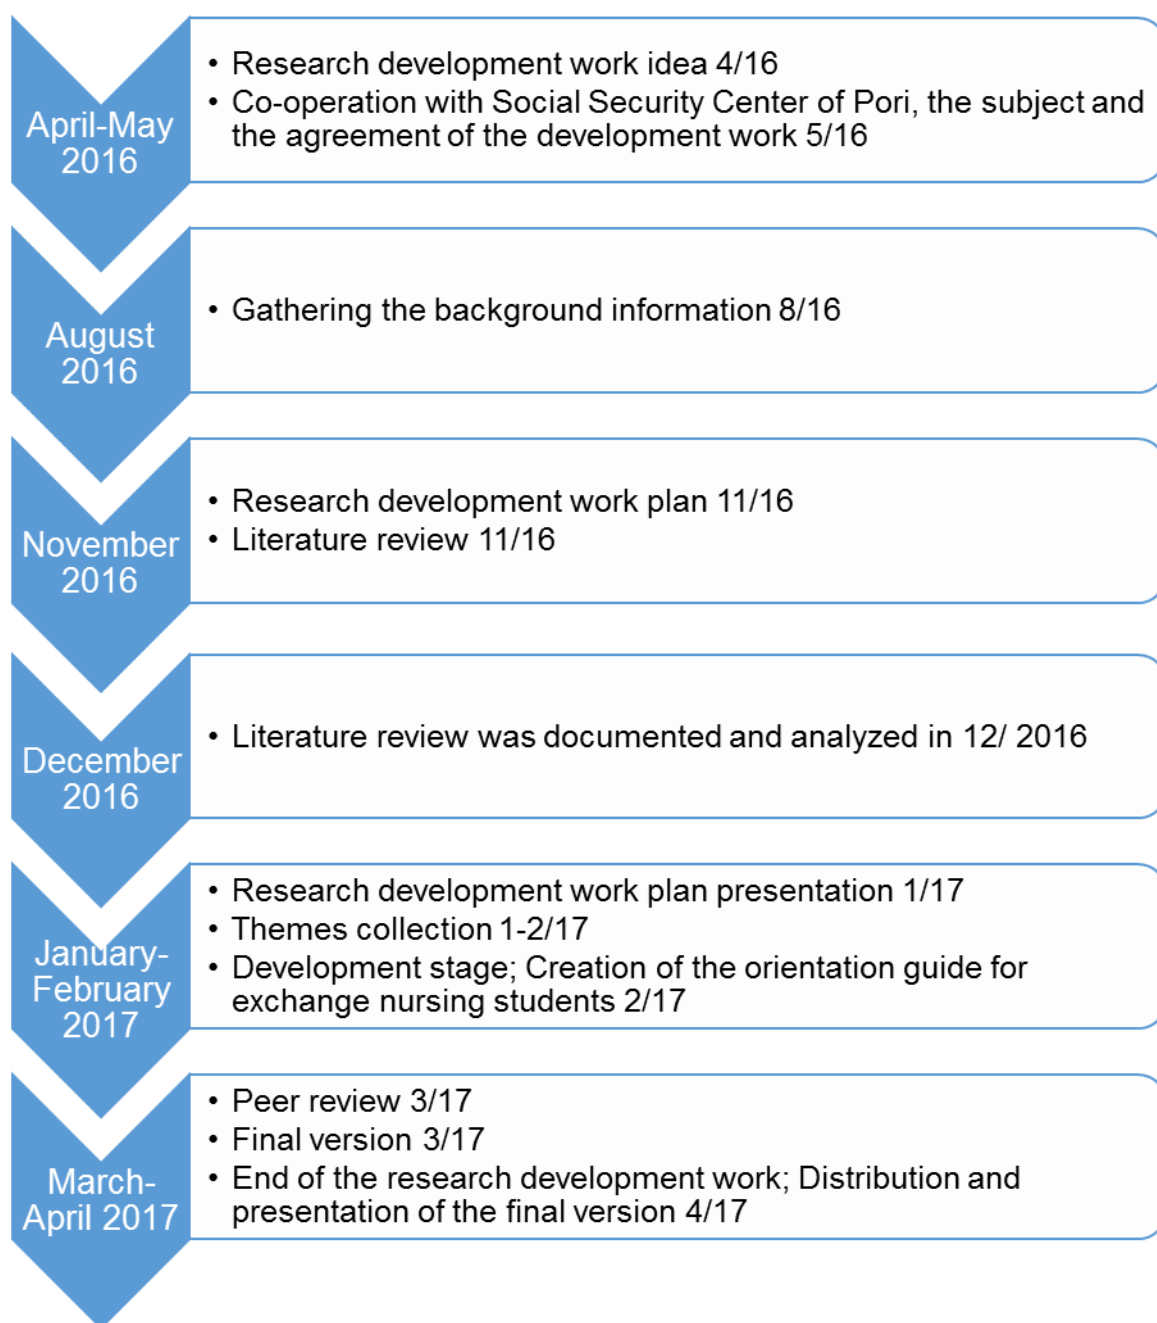 April-May
2016
• Research development work idea 4/16
• Co-operation with Social Security Center of Pori, the subject and
the agreement of the development work 5/16
August
2016
• Gathering the background information 8/16
November
2016
• Research development work plan 11/16
• Literature review 11/16
December
2016
• Literature review was documented and analyzed in 12/ 2016
January-
February
2017
• Research development work plan presentation 1/17
• Themes collection 1-2/17
• Development stage; Creation of the orientation guide for
exchange nursing students 2/17
March-
April 2017
• Peer review 3/17
• Final version 3/17
• End of the research development work; Distribution and
presentation of the final version 4/17